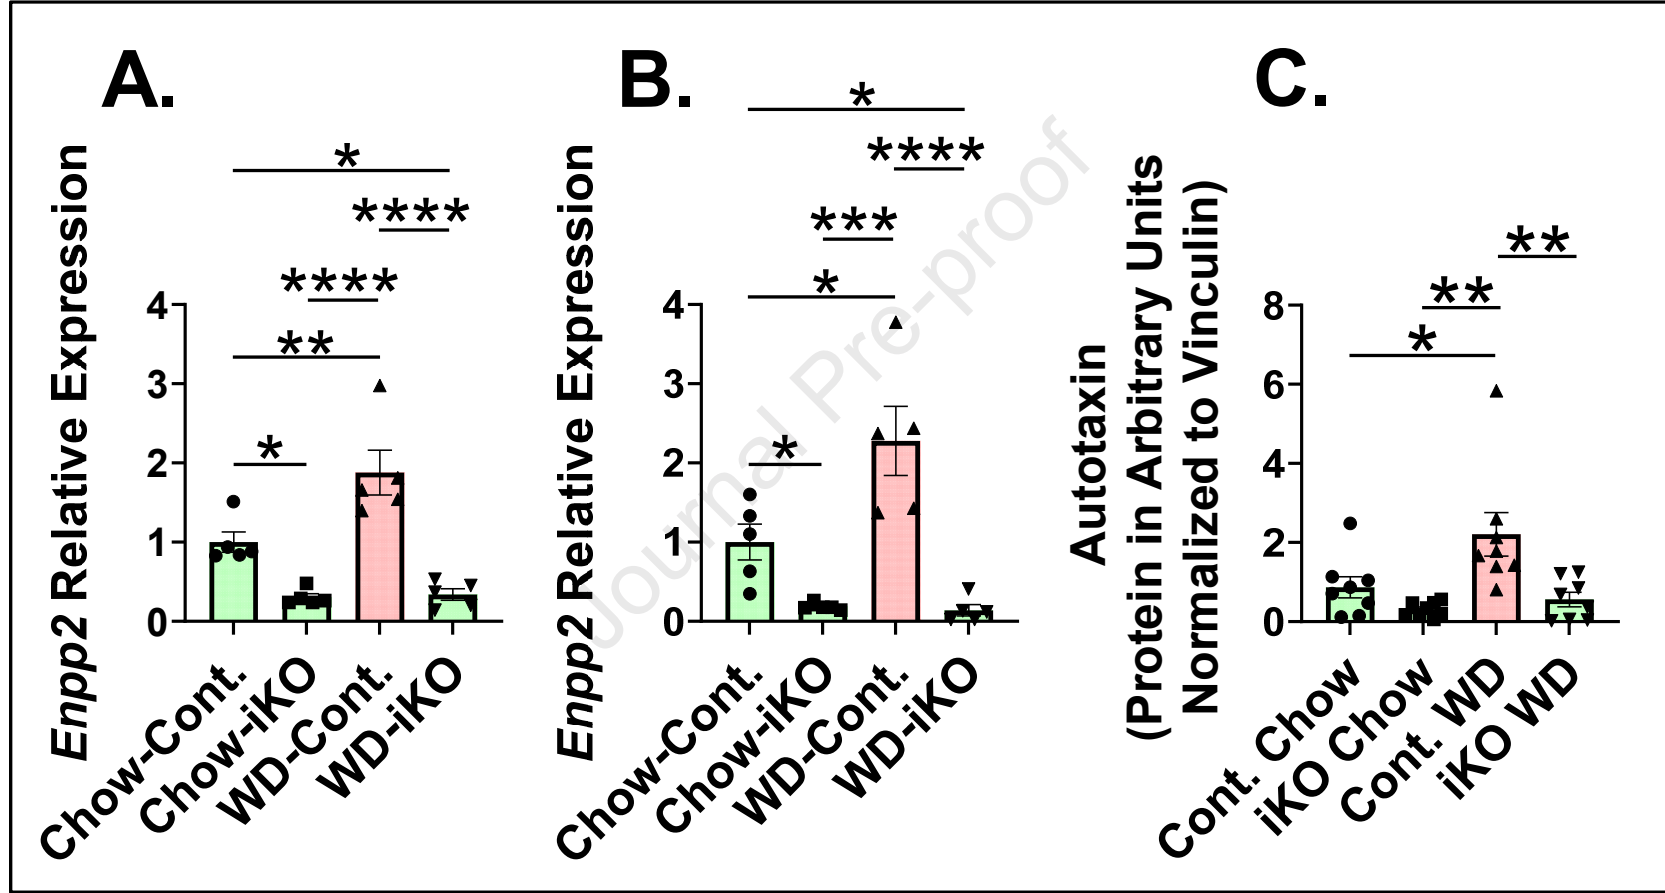 A.
Enpp2 Relative Expression
*
****
****
**
*
4
3
2
1
0
Chow-Cont.
Chow-iKO
WD-Cont.
WD-iKO
B.
Enpp2 Relative Expression
*
****
***
*
*
4
3
2
1
0
Chow-Cont.
Chow-iKO
WD-Cont.
WD-iKO
C.
Autotaxin
(Protein in Arbitrary Units
Normalized to Vinculin)
**
**
*
8
6
4
2
0
Cont. Chow
iKO Chow
Cont. WD
iKO WD
Journal Pre-proof